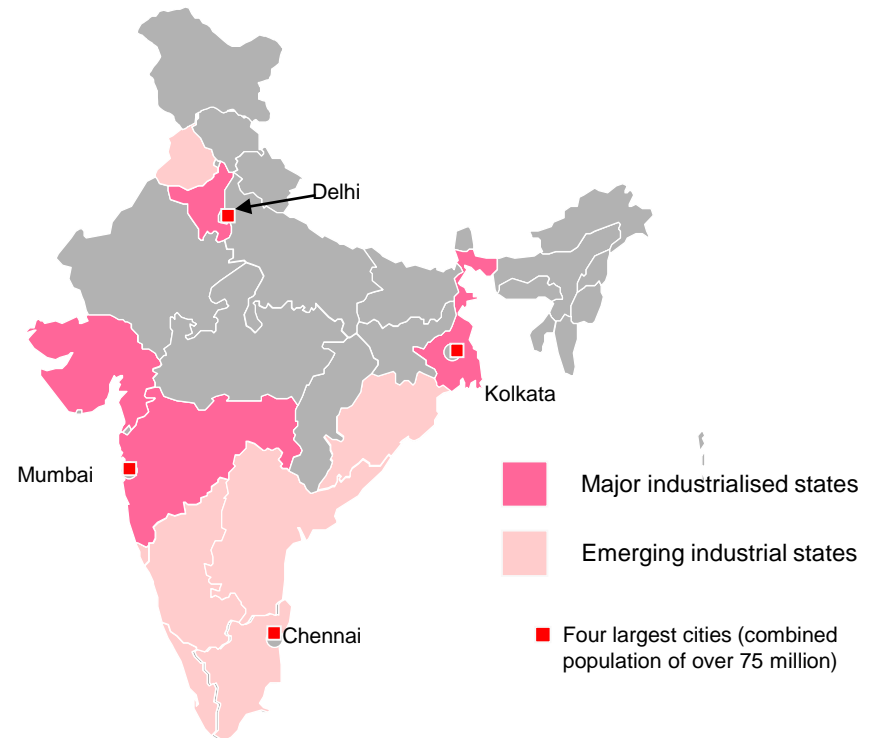 Delhi
Kolkata
Mumbai
Major industrialised states
Emerging industrial states
Chennai
Four largest cities (combined
population of over 75 million)